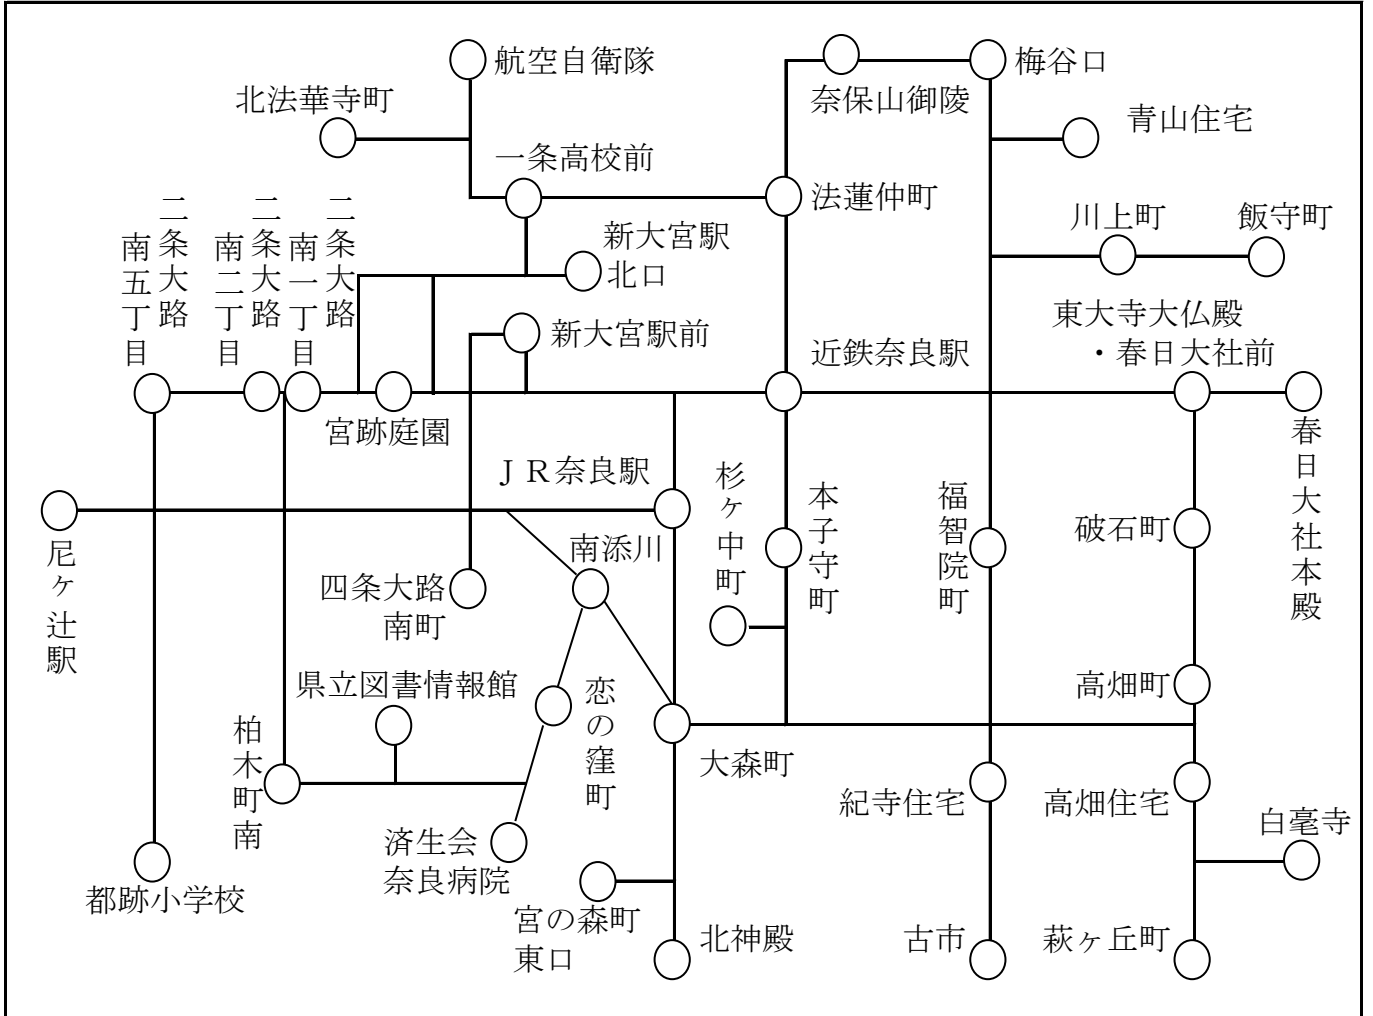 航空自衛隊
梅谷口
北法華寺町
奈保山御陵
青山住宅
一条高校前
法蓮仲町
川上町
飯守町
二条大路
南五丁目
二条大路
南二丁目
二条大路
南一丁目
新大宮駅
北口
新大宮駅前
近鉄奈良駅
東大寺大仏殿
・春日大社前
宮跡庭園
春日大社本殿
ＪＲ奈良駅
杉ヶ中町
本子守町
福智院町
破石町
尼ヶ辻駅
南添川
四条大路
南町
県立図書情報館
恋の窪町
高畑町
柏木町南
大森町
紀寺住宅
高畑住宅
白毫寺
済生会
奈良病院
都跡小学校
宮の森町
東口
北神殿
古市
萩ヶ丘町